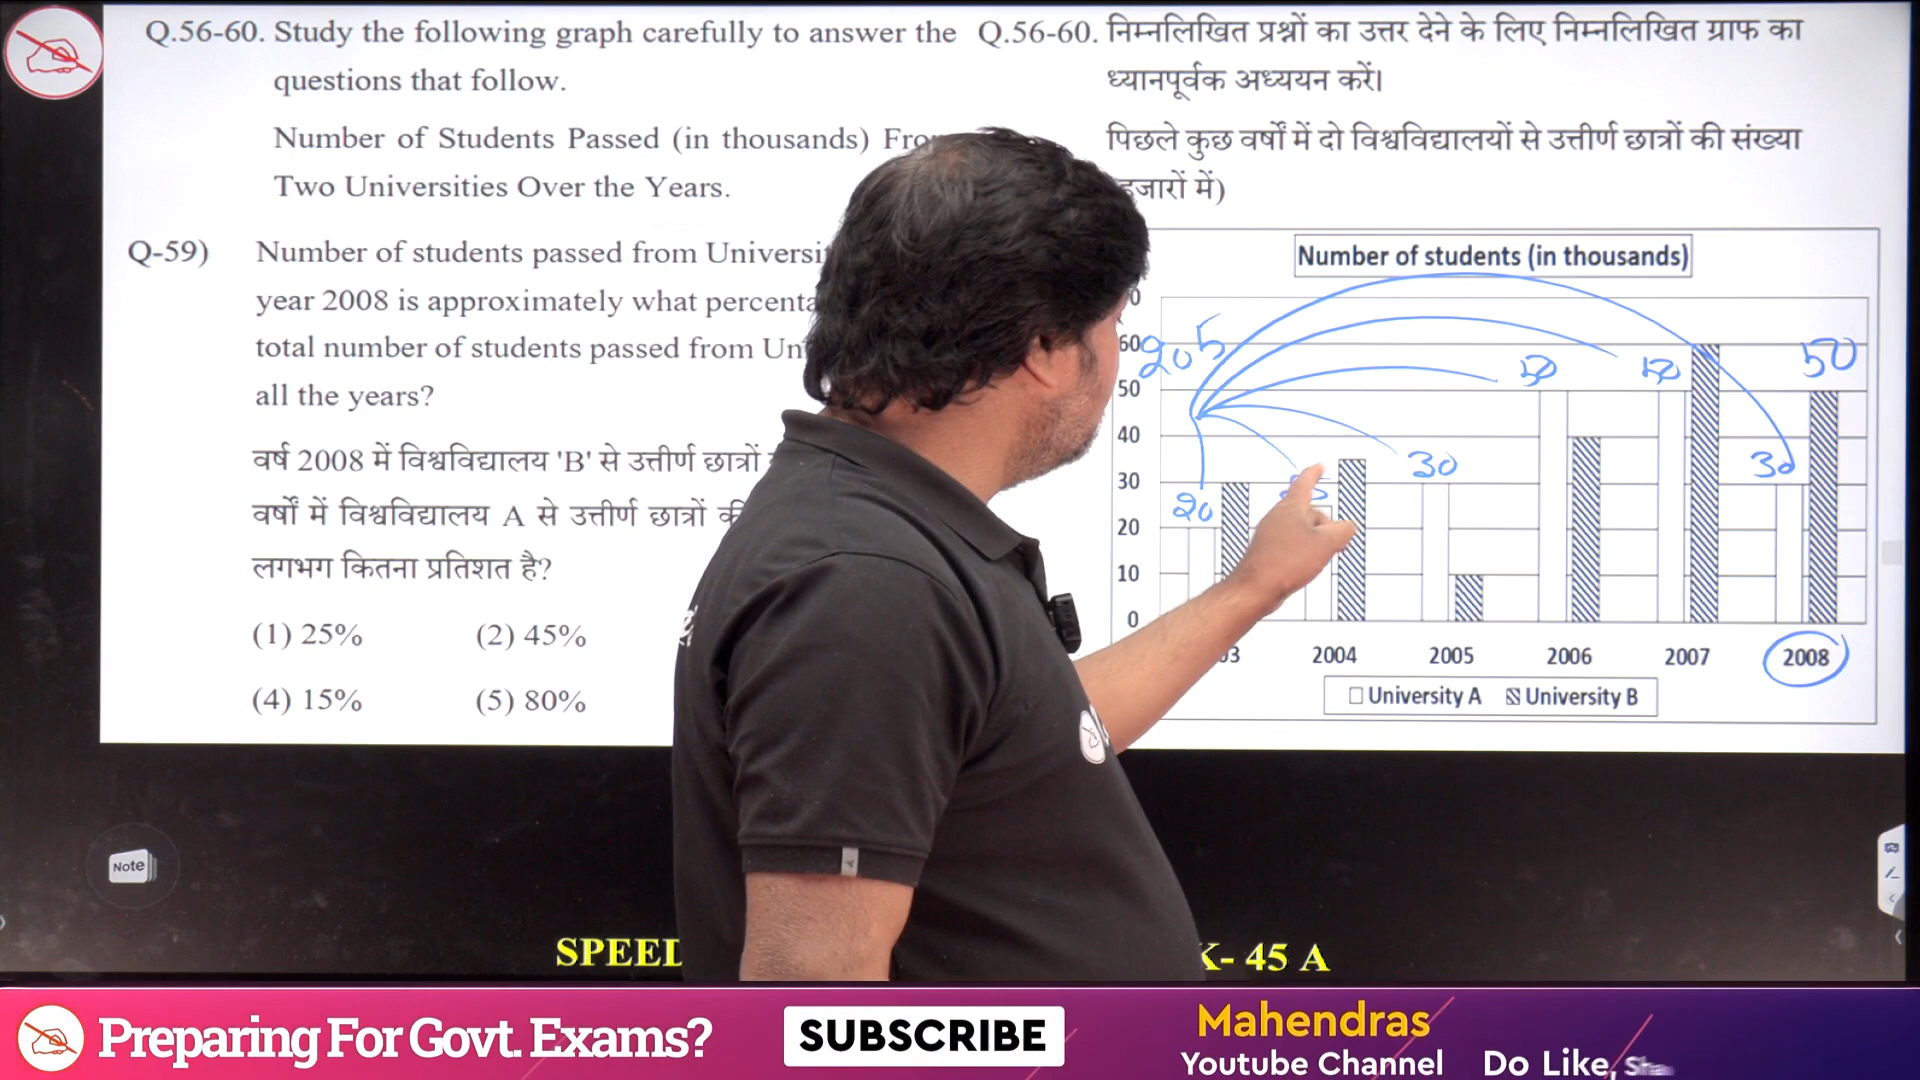 Q.56-60. Study the following graph carefully to answer the
questions that follow.
Number of Students Passed (in thousands)
Two Universities Over the Years.
Q-59) Number of students passed from
year 2008 is approximately what
total number of students passed from
all the years?
वर्ष 2008 में विश्वविद्यालय 'B' से उत्तीर्ण छात्रों
वर्षों में विश्वविद्यालय A से उत्तीर्ण छात्रों
लगभग कितना प्रतिशत है?
(1) 25% (2) 45%
(4) 15% (5) 80%
Q.56-60. निम्नलिखित प्रश्नों का उत्तर देने के लिए निम्नलिखित ग्राफ का
ध्यानपूर्वक अध्ययन करें।
पिछले कुछ वर्षों में दो विश्वविद्यालयों से उत्तीर्ण छात्रों की संख्या
में)
Number of students (in thousands)
60
50
40
30
20
10
0
205
20
30
50
50
30
50
2004 2005 2006 2007 2008
University A University B
Note
45 A
Preparing For Govt. Exams?
SUBSCRIBE
Mahendras
Youtube Channel Do Like,